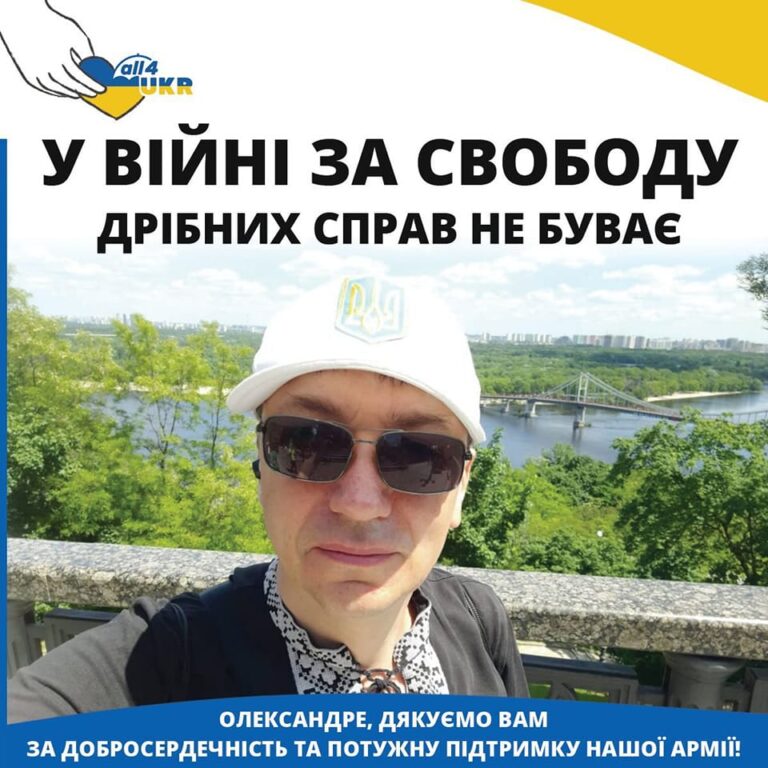 all4
UKR
У ВІЙНІ ЗА СВОБОДУ
ДРІБНИХ СПРАВ НЕ БУВАЄ
ОЛЕКСАНДРЕ, ДЯКУЄМО ВАМ
ЗА ДОБРОСЕРДЕЧНІСТЬ ТА ПОТУЖНУ ПІДТРИМКУ НАШОЇ АРМІЇ!